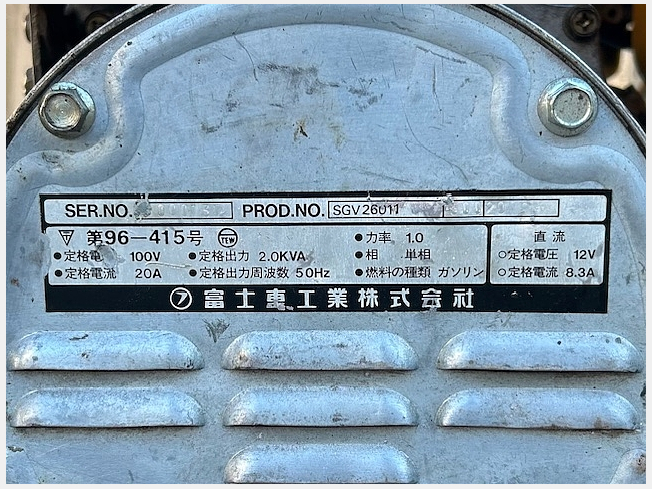 SER.NO. PROD.NO. SGV26011
第96-415号 TEW ●力率 1.0 直流
●定格電 100V ●定格出力 2.0KVA ●相 単相 ○定格電圧 12V
●定格電流 20A ●定格出力周波数 50Hz ●燃料の種類 ガソリン ○定格電流 8.3A
フ 富士重工業株式会社